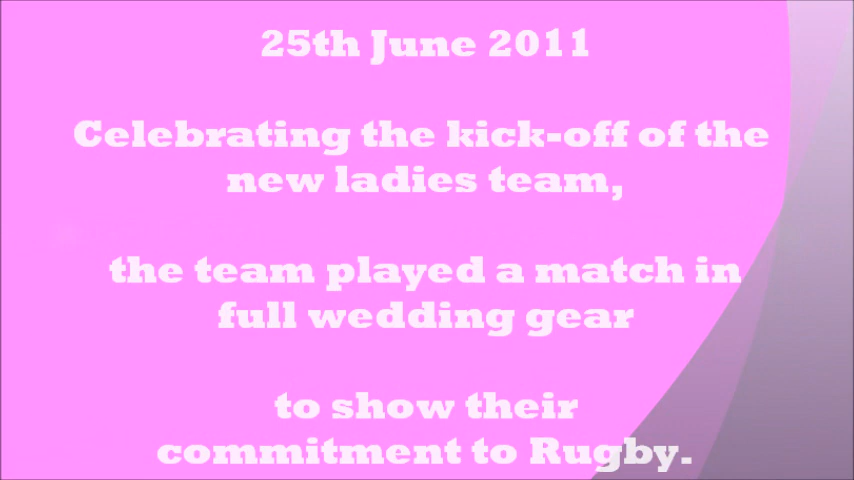 25th June 2011
Celebrating the kick-off of the
new ladies team,
the team played a match in
full wedding gear
to show their
commitment to Rugby.